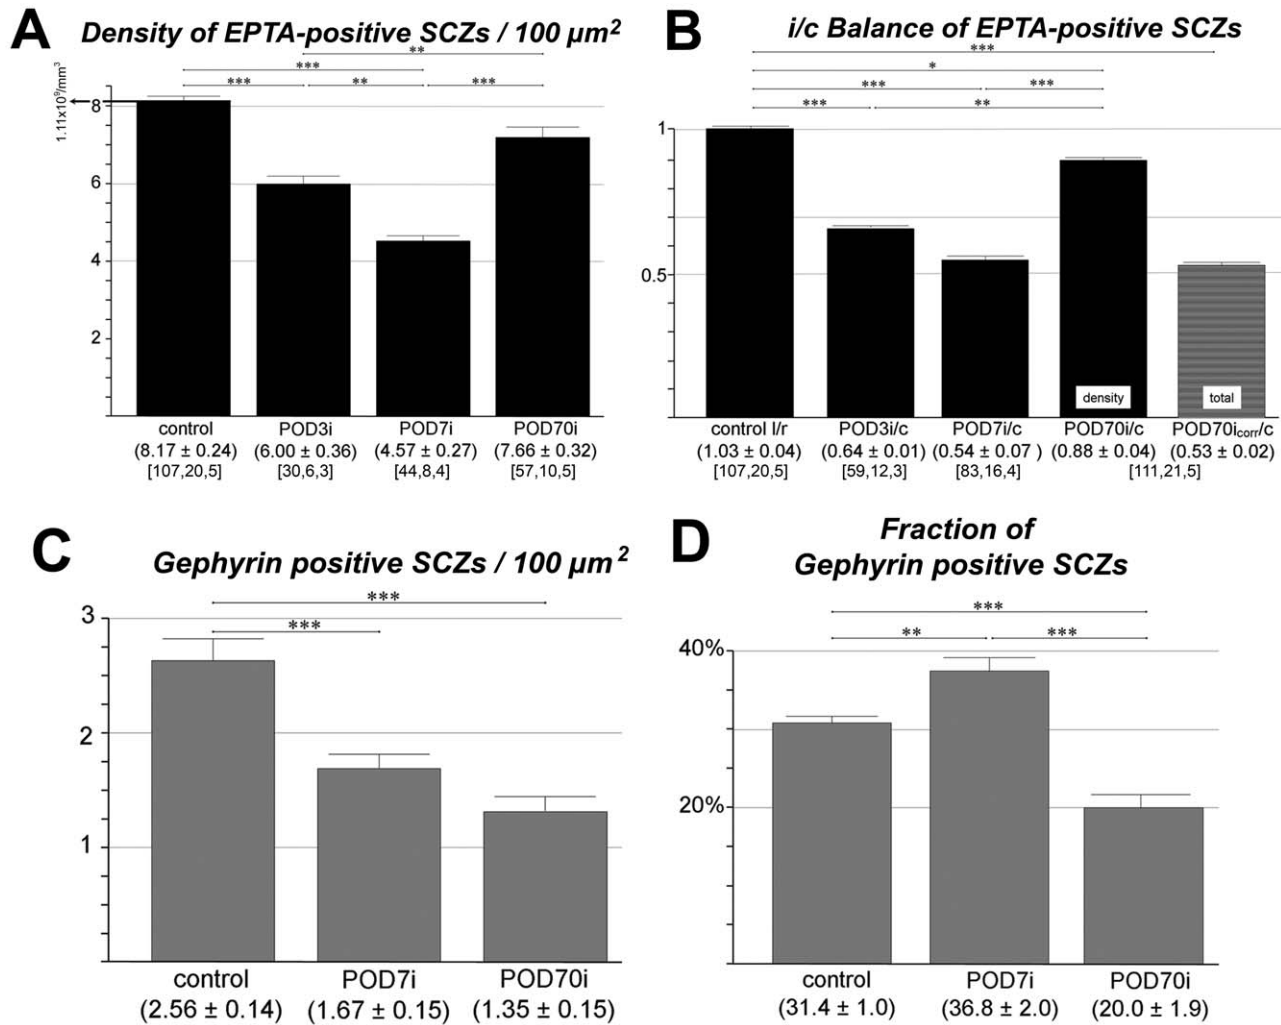 A
Density of EPTA-positive SCZs / 100 µm²
**
***
*** ** ***
1.11x10⁹/mm³
8
6
4
2
control POD3i POD7i POD70i
(8.17 ± 0.24) (6.00 ± 0.36) (4.57 ± 0.27) (7.66 ± 0.32)
[107,20,5] [30,6,3] [44,8,4] [57,10,5]
B
i/c Balance of EPTA-positive SCZs
***
*
*** ***
*** **
1
0.5
density total
control l/r POD3i/c POD7i/c POD70i/c POD70icorr/c
(1.03 ± 0.04) (0.64 ± 0.01) (0.54 ± 0.07 ) (0.88 ± 0.04) (0.53 ± 0.02)
[107,20,5] [59,12,3] [83,16,4] [111,21,5]
C
Gephyrin positive SCZs / 100 µm²
***
***
3
2
1
control POD7i POD70i
(2.56 ± 0.14) (1.67 ± 0.15) (1.35 ± 0.15)
D
Fraction of
Gephyrin positive SCZs
***
** ***
40%
20%
control POD7i POD70i
(31.4 ± 1.0) (36.8 ± 2.0) (20.0 ± 1.9)